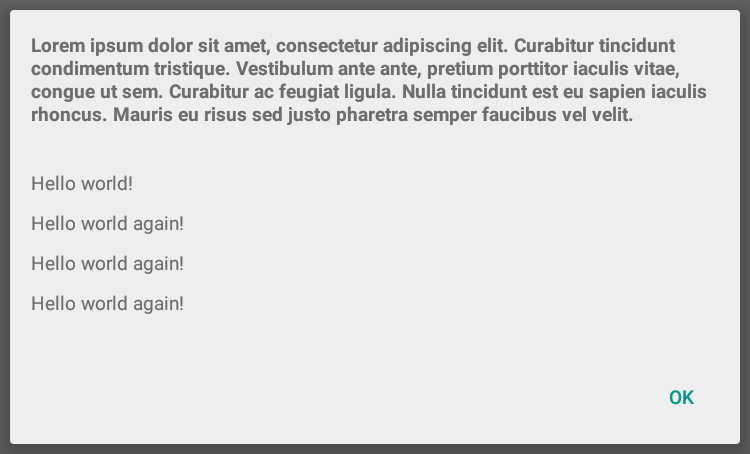 Lorem ipsum dolor sit amet, consectetur adipiscing elit. Curabitur tincidunt
condimentum tristique. Vestibulum ante ante, pretium porttitor iaculis vitae,
congue ut sem. Curabitur ac feugiat ligula. Nulla tincidunt est eu sapien iaculis
rhoncus. Mauris eu risus sed justo pharetra semper faucibus vel velit.
Hello world!
Hello world again!
Hello world again!
Hello world again!
OK